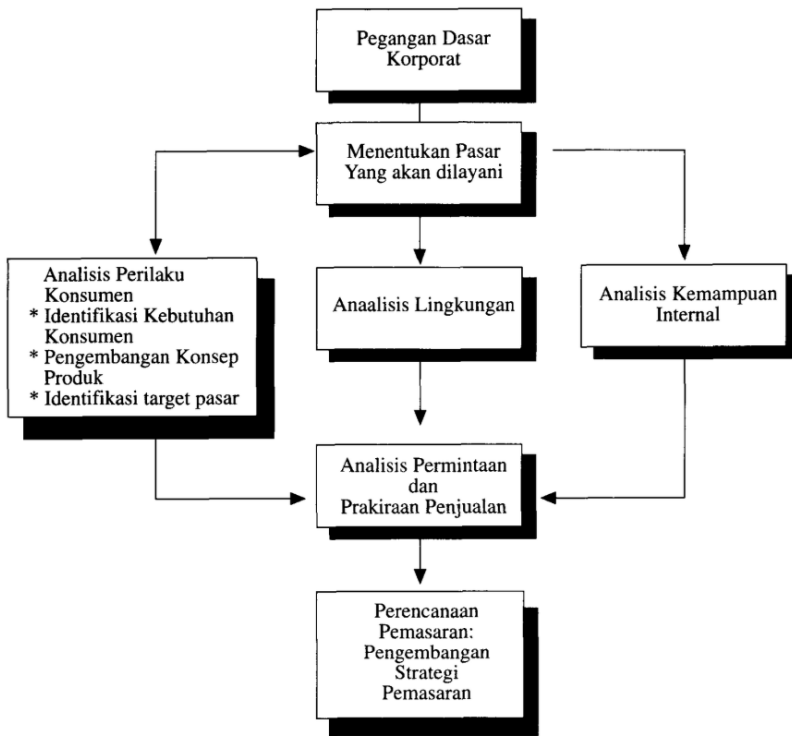 Pegangan Dasar
Korporat
Menentukan Pasar
Yang akan dilayani
Analisis Perilaku
Konsumen
* Identifikasi Kebutuhan
Konsumen
* Pengembangan Konsep
Produk
* Identifikasi target pasar
Anaalisis Lingkungan
Analisis Kemampuan
Internal
Analisis Permintaan
dan
Prakiraan Penjualan
Perencanaan
Pemasaran:
Pengembangan
Strategi
Pemasaran